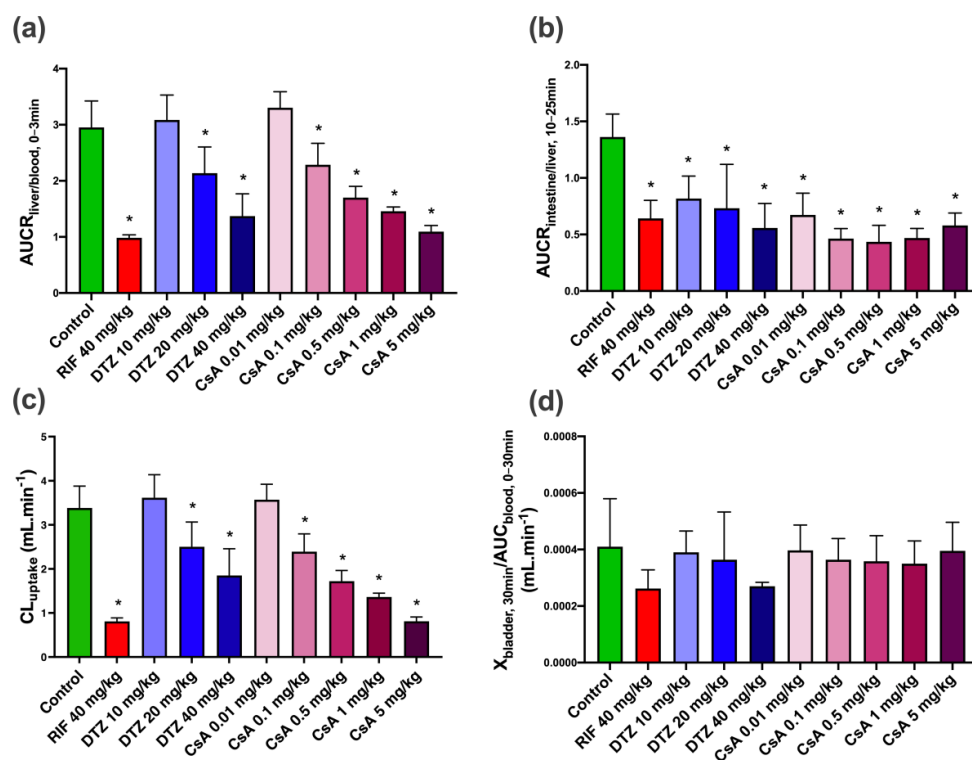 (a)
AUCR liver/blood, 0–3min
4
3
2
1
0
* * * * * * *
Control
RIF 40 mg/kg
DTZ 10 mg/kg
DTZ 20 mg/kg
DTZ 40 mg/kg
CsA 0.01 mg/kg
CsA 0.1 mg/kg
CsA 0.5 mg/kg
CsA 1 mg/kg
CsA 5 mg/kg
(b)
AUCR intestine/liver, 10–25min
2.0
1.5
1.0
0.5
0.0
* * * * * * * * *
Control
RIF 40 mg/kg
DTZ 10 mg/kg
DTZ 20 mg/kg
DTZ 40 mg/kg
CsA 0.01 mg/kg
CsA 0.1 mg/kg
CsA 0.5 mg/kg
CsA 1 mg/kg
CsA 5 mg/kg
(c)
CL uptake (mL.min⁻¹)
5
4
3
2
1
0
* * * * * * *
Control
RIF 40 mg/kg
DTZ 10 mg/kg
DTZ 20 mg/kg
DTZ 40 mg/kg
CsA 0.01 mg/kg
CsA 0.1 mg/kg
CsA 0.5 mg/kg
CsA 1 mg/kg
CsA 5 mg/kg
(d)
X bladder, 30min/AUC blood, 0–30min
(mL.min⁻¹)
0.0008
0.0006
0.0004
0.0002
0.0000
Control
RIF 40 mg/kg
DTZ 10 mg/kg
DTZ 20 mg/kg
DTZ 40 mg/kg
CsA 0.01 mg/kg
CsA 0.1 mg/kg
CsA 0.5 mg/kg
CsA 1 mg/kg
CsA 5 mg/kg